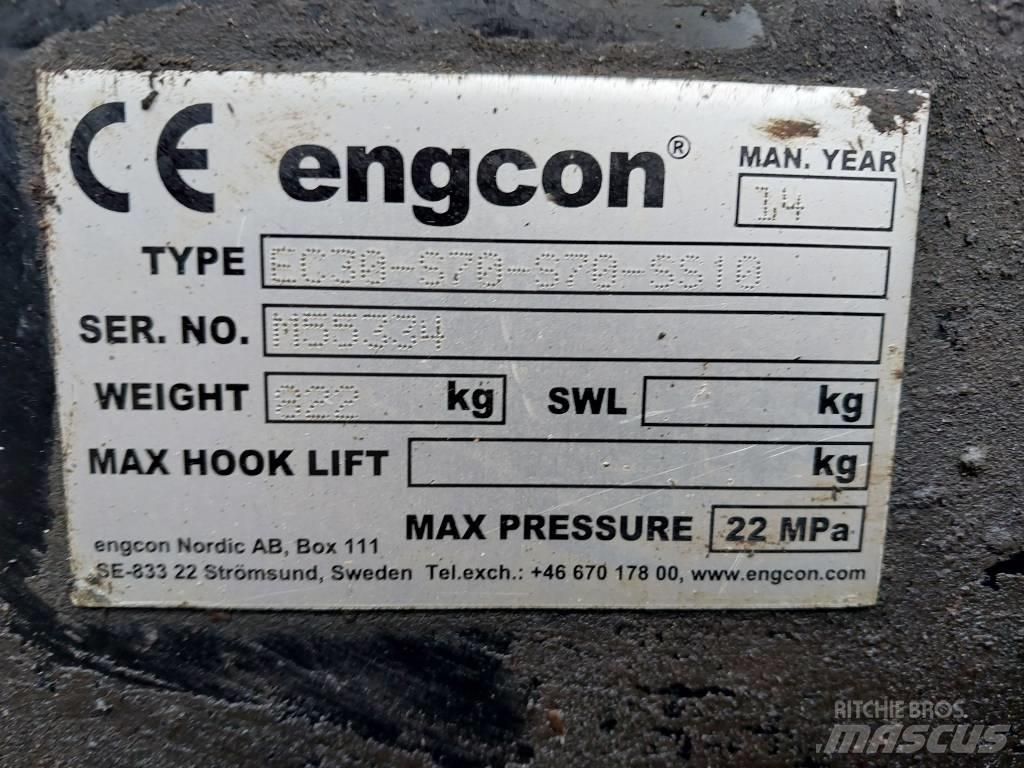 CE engcon® MAN. YEAR
14
TYPE EC30-S70-S70-SS10
SER. NO. M55334
WEIGHT 822 kg SWL kg
MAX HOOK LIFT kg
MAX PRESSURE 22 MPa
engcon Nordic AB, Box 111
SE-833 22 Strömsund, Sweden Tel.exch.: +46 670 178 00, www.engcon.com
RITCHIE BROS.
MASCUS